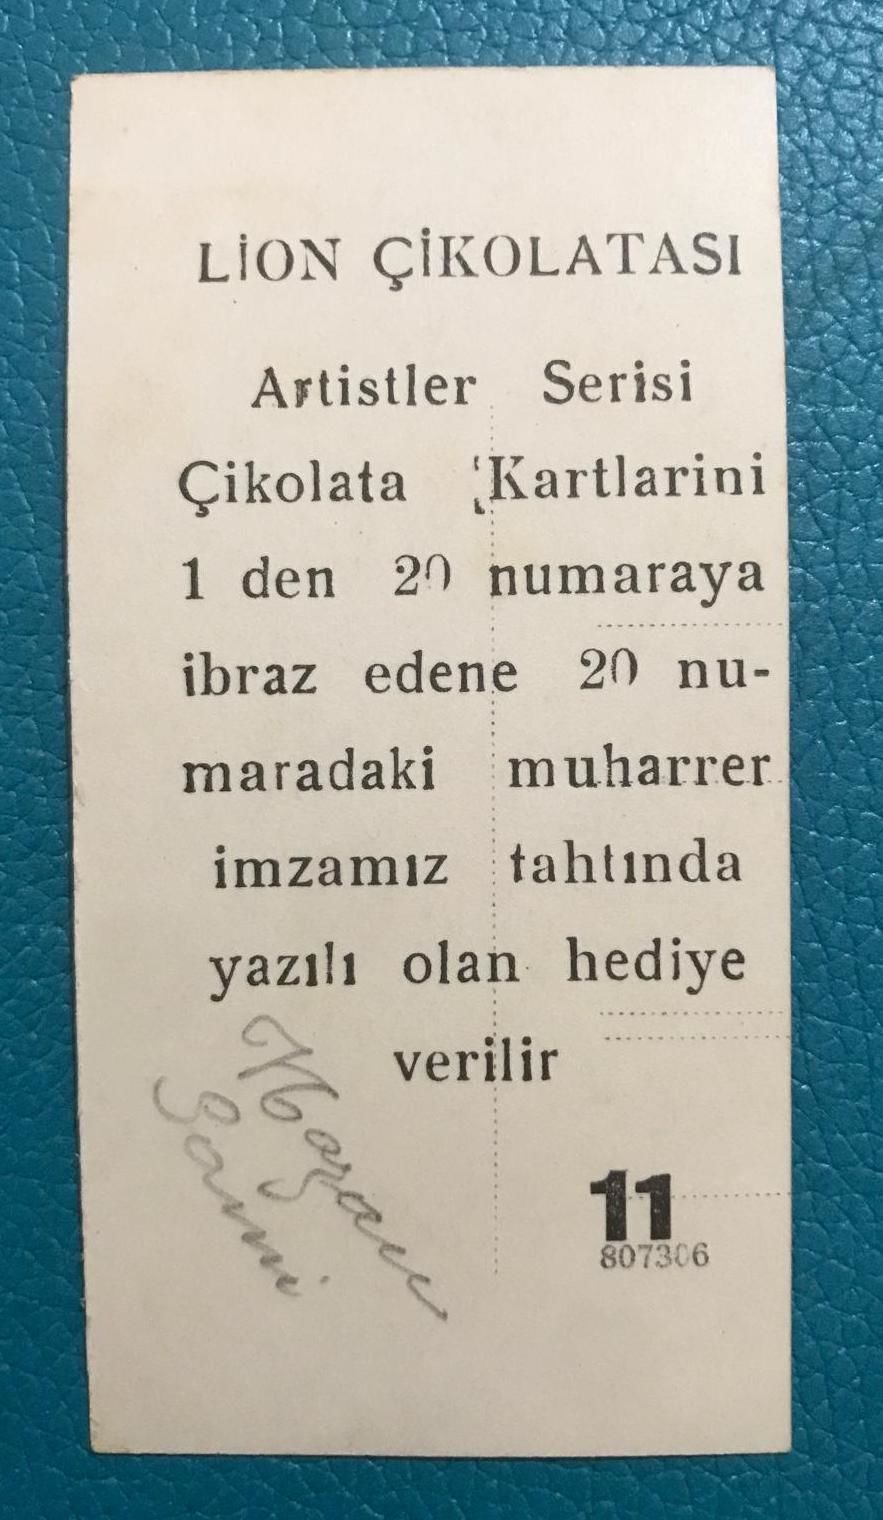 LİON ÇİKOLATASI
Artistler Serisi
Çikolata Kartlarini
1 den 20 numaraya
ibraz edene 20 nu-
maradaki muharrer
imzamız tahtında
yazılı olan hediye
verilir
Sami
11
807306